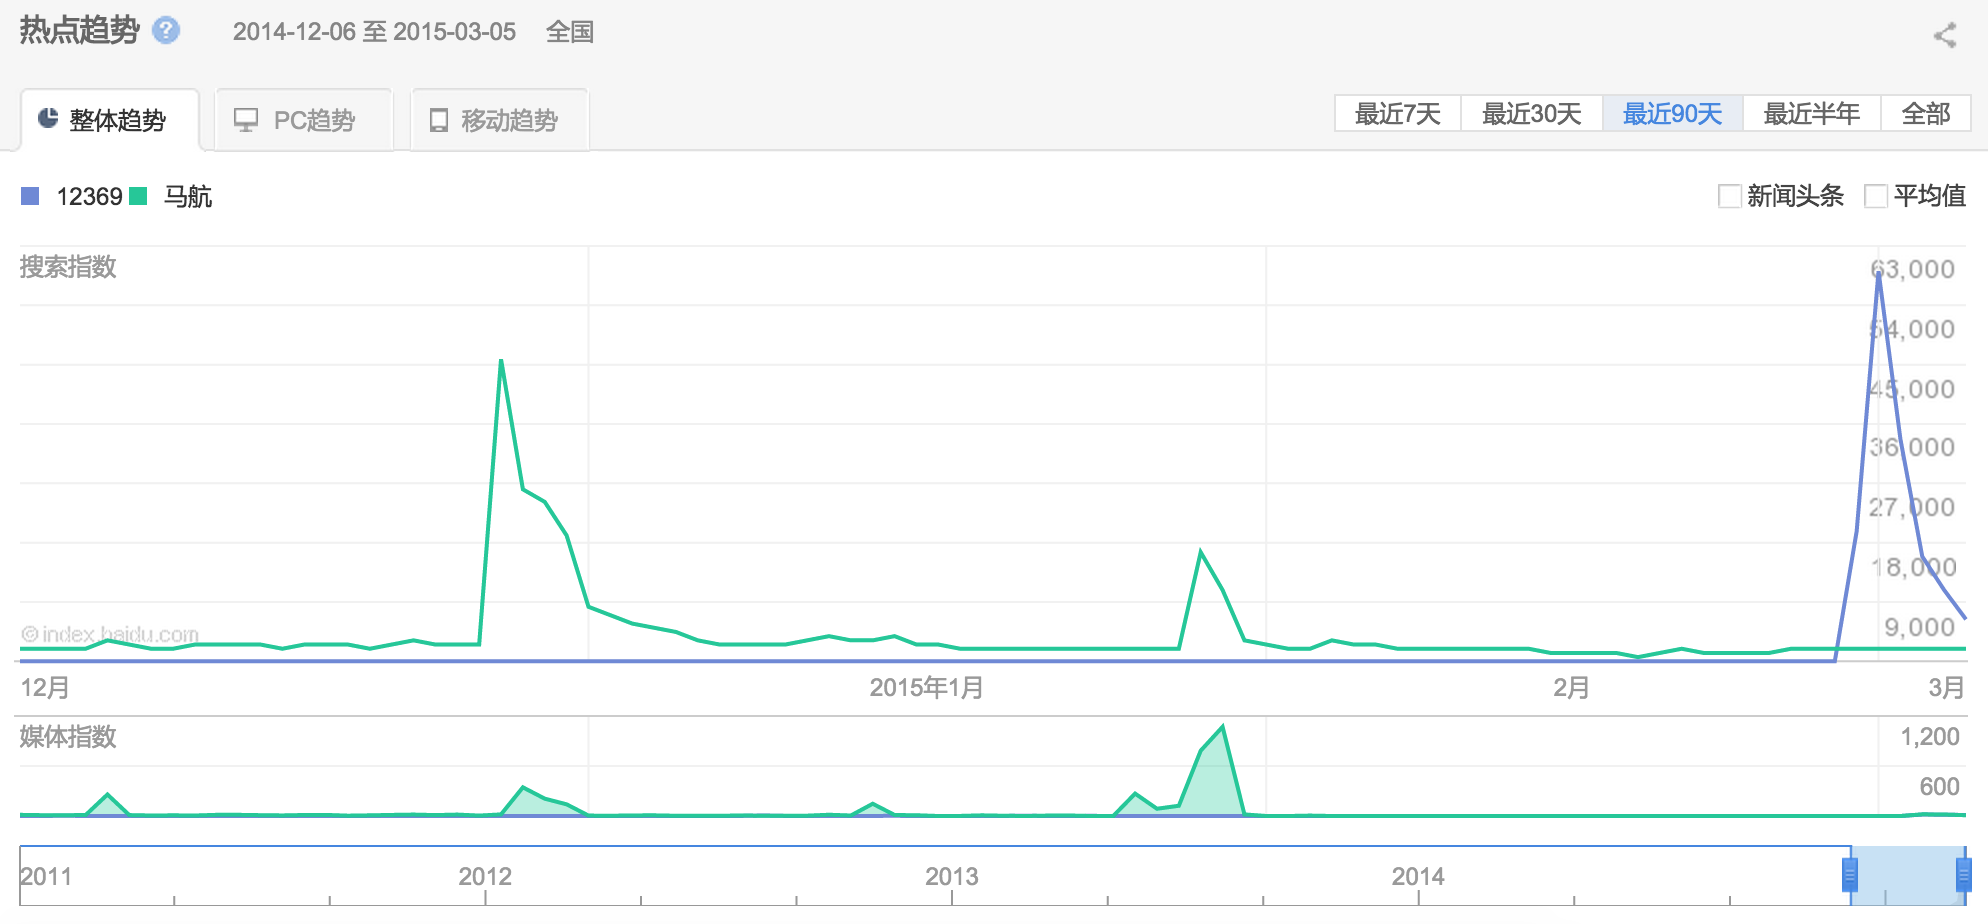 热点趋势 ? 2014-12-06 至 2015-03-05 全国
整体趋势 PC趋势 移动趋势 最近7天 最近30天 最近90天 最近半年 全部
12369 马航 新闻头条 平均值
搜索指数
63,000
54,000
45,000
36,000
27,000
18,000
9,000
© index.baidu.com
12月 2015年1月 2月 3月
媒体指数
1,200
600
2011 2012 2013 2014